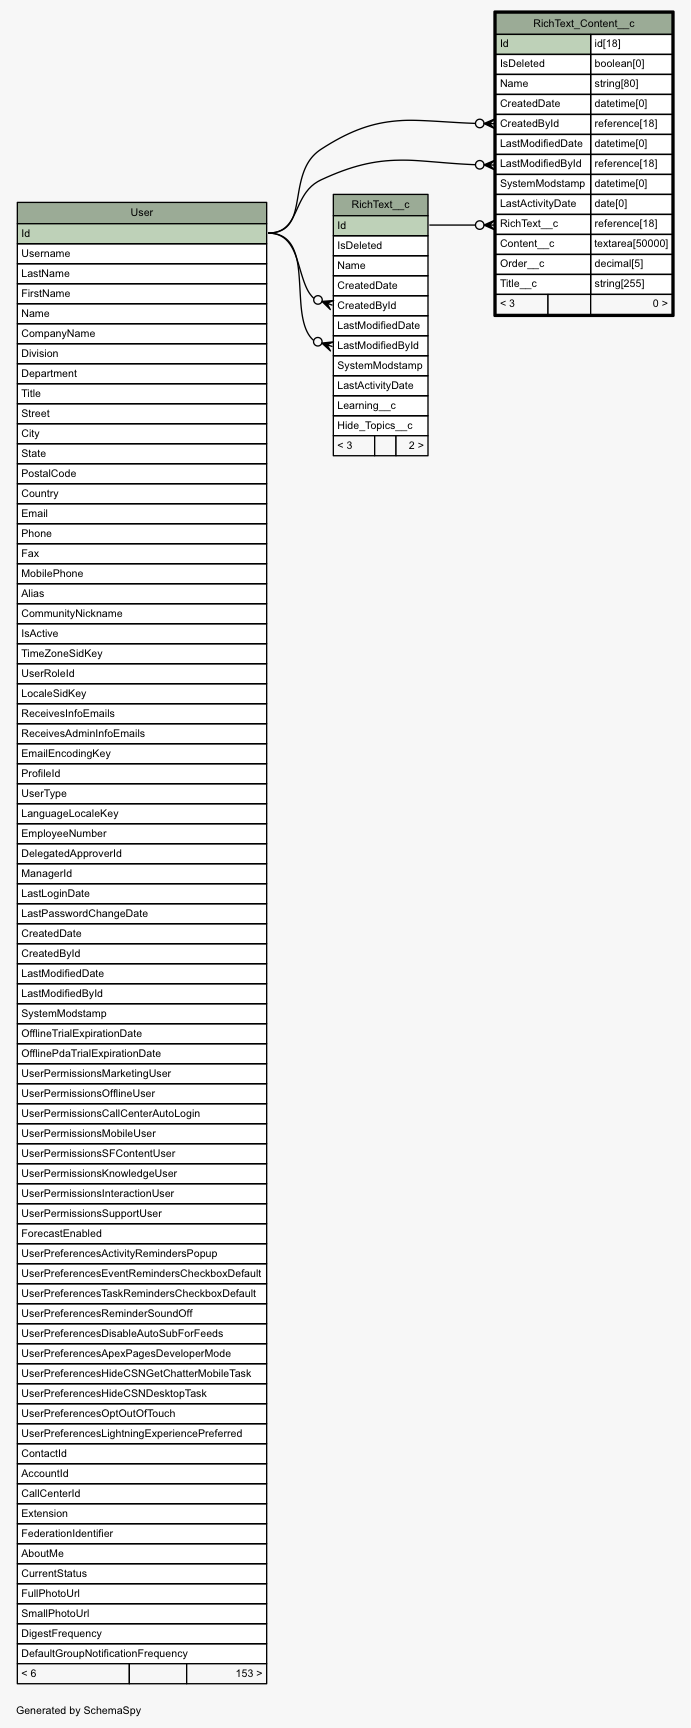 RichText_Content__c
Id id[18]
IsDeleted boolean[0]
Name string[80]
CreatedDate datetime[0]
CreatedById reference[18]
LastModifiedDate datetime[0]
LastModifiedById reference[18]
SystemModstamp datetime[0]
LastActivityDate date[0]
RichText__c reference[18]
Content__c textarea[50000]
Order__c decimal[5]
Title__c string[255]
< 3 0 >
RichText__c
Id
IsDeleted
Name
CreatedDate
CreatedById
LastModifiedDate
LastModifiedById
SystemModstamp
LastActivityDate
Learning__c
Hide_Topics__c
< 3 2 >
User
Id
Username
LastName
FirstName
Name
CompanyName
Division
Department
Title
Street
City
State
PostalCode
Country
Email
Phone
Fax
MobilePhone
Alias
CommunityNickname
IsActive
TimeZoneSidKey
UserRoleId
LocaleSidKey
ReceivesInfoEmails
ReceivesAdminInfoEmails
EmailEncodingKey
ProfileId
UserType
LanguageLocaleKey
EmployeeNumber
DelegatedApproverId
ManagerId
LastLoginDate
LastPasswordChangeDate
CreatedDate
CreatedById
LastModifiedDate
LastModifiedById
SystemModstamp
OfflineTrialExpirationDate
OfflinePdaTrialExpirationDate
UserPermissionsMarketingUser
UserPermissionsOfflineUser
UserPermissionsCallCenterAutoLogin
UserPermissionsMobileUser
UserPermissionsSFContentUser
UserPermissionsKnowledgeUser
UserPermissionsInteractionUser
UserPermissionsSupportUser
ForecastEnabled
UserPreferencesActivityRemindersPopup
UserPreferencesEventRemindersCheckboxDefault
UserPreferencesTaskRemindersCheckboxDefault
UserPreferencesReminderSoundOff
UserPreferencesDisableAutoSubForFeeds
UserPreferencesApexPagesDeveloperMode
UserPreferencesHideCSNGetChatterMobileTask
UserPreferencesHideCSNDesktopTask
UserPreferencesOptOutOfTouch
UserPreferencesLightningExperiencePreferred
ContactId
AccountId
CallCenterId
Extension
FederationIdentifier
AboutMe
CurrentStatus
FullPhotoUrl
SmallPhotoUrl
DigestFrequency
DefaultGroupNotificationFrequency
< 6 153 >
Generated by SchemaSpy